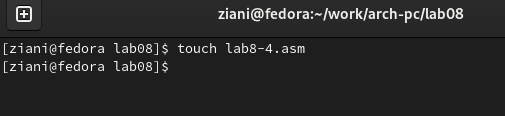 ziani@fedora:~/work/arch-pc/lab08
[ziani@fedora lab08]$ touch lab8-4.asm
[ziani@fedora lab08]$